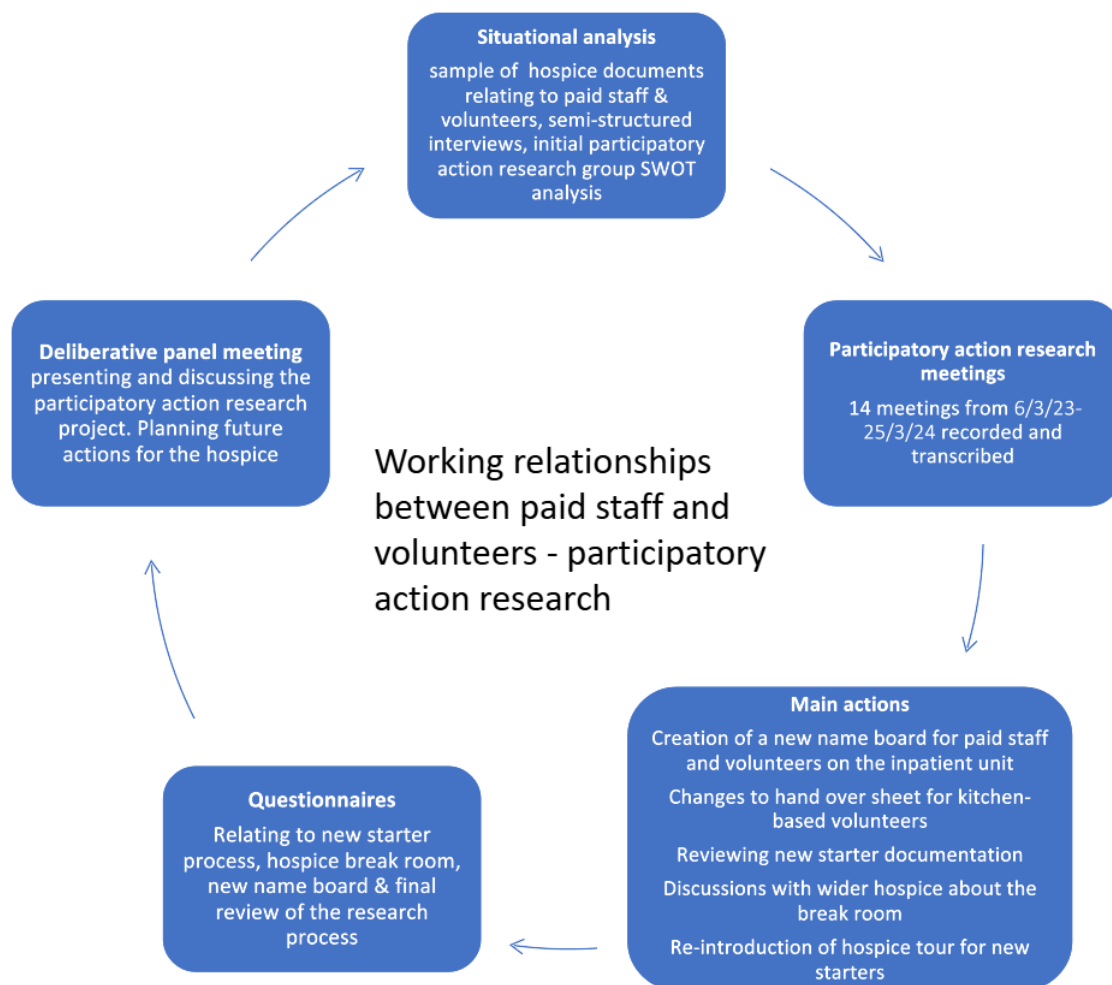 Situational analysis
sample of hospice documents
relating to paid staff &
volunteers, semi-structured
interviews, initial participatory
action research group SWOT
analysis
Participatory action research
meetings
14 meetings from 6/3/23-
25/3/24 recorded and
transcribed
Main actions
Creation of a new name board for paid staff
and volunteers on the inpatient unit
Changes to hand over sheet for kitchen-
based volunteers
Reviewing new starter documentation
Discussions with wider hospice about the
break room
Re-introduction of hospice tour for new
starters
Questionnaires
Relating to new starter
process, hospice break room,
new name board & final
review of the research
process
Deliberative panel meeting
presenting and discussing the
participatory action research
project. Planning future
actions for the hospice
Working relationships
between paid staff and
volunteers - participatory
action research